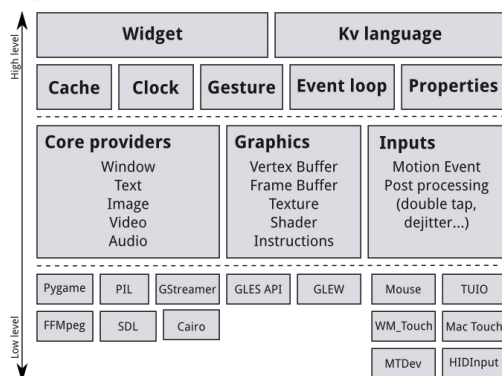 High level
Widget
Kv language
Cache
Clock
Gesture
Event loop
Properties
Core providers
Window
Text
Image
Video
Audio
Graphics
Vertex Buffer
Frame Buffer
Texture
Shader
Instructions
Inputs
Motion Event
Post processing
(double tap,
dejitter...)
Pygame
PIL
GStreamer
GLES API
GLEW
Mouse
TUIO
FFMpeg
SDL
Cairo
WM_Touch
Mac Touch
MTDev
HIDInput
Low level